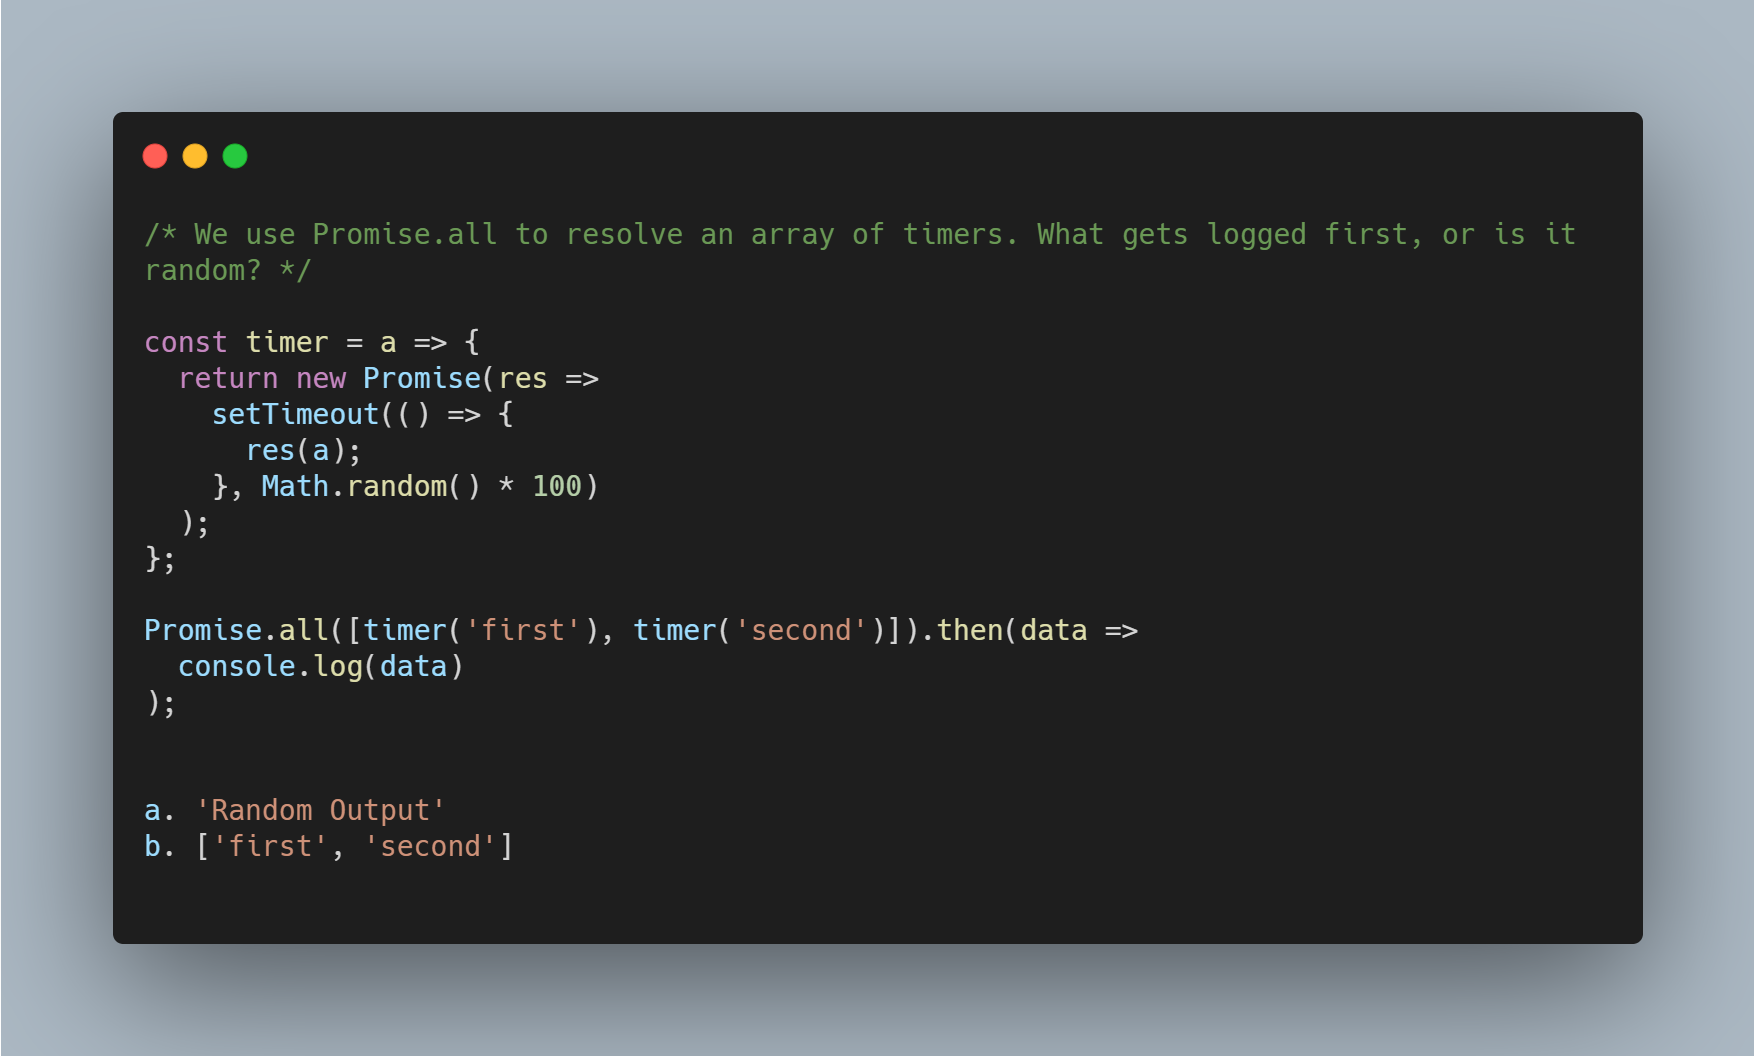 /* We use Promise.all to resolve an array of timers. What gets logged first, or is it
random? */

const timer = a => {
  return new Promise(res =>
    setTimeout(() => {
      res(a);
    }, Math.random() * 100)
  );
};

Promise.all([timer('first'), timer('second')]).then(data =>
  console.log(data)
);

a. 'Random Output'
b. ['first', 'second']